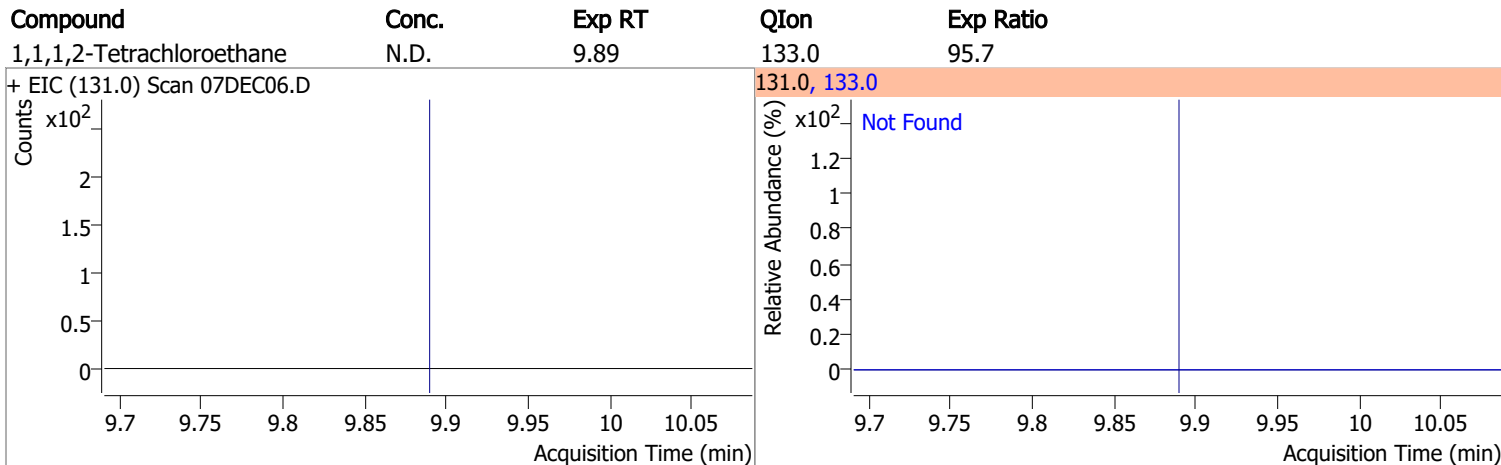 Compound Conc. Exp RT QIon Exp Ratio
1,1,1,2-Tetrachloroethane N.D. 9.89 133.0 95.7
+ EIC (131.0) Scan 07DEC06.D
Counts
x10²
2
1.5
1
0.5
0
9.7 9.75 9.8 9.85 9.9 9.95 10 10.05
Acquisition Time (min)
131.0, 133.0
Relative Abundance (%)
x10²
Not Found
1.2
1
0.8
0.6
0.4
0.2
0
9.7 9.75 9.8 9.85 9.9 9.95 10 10.05
Acquisition Time (min)